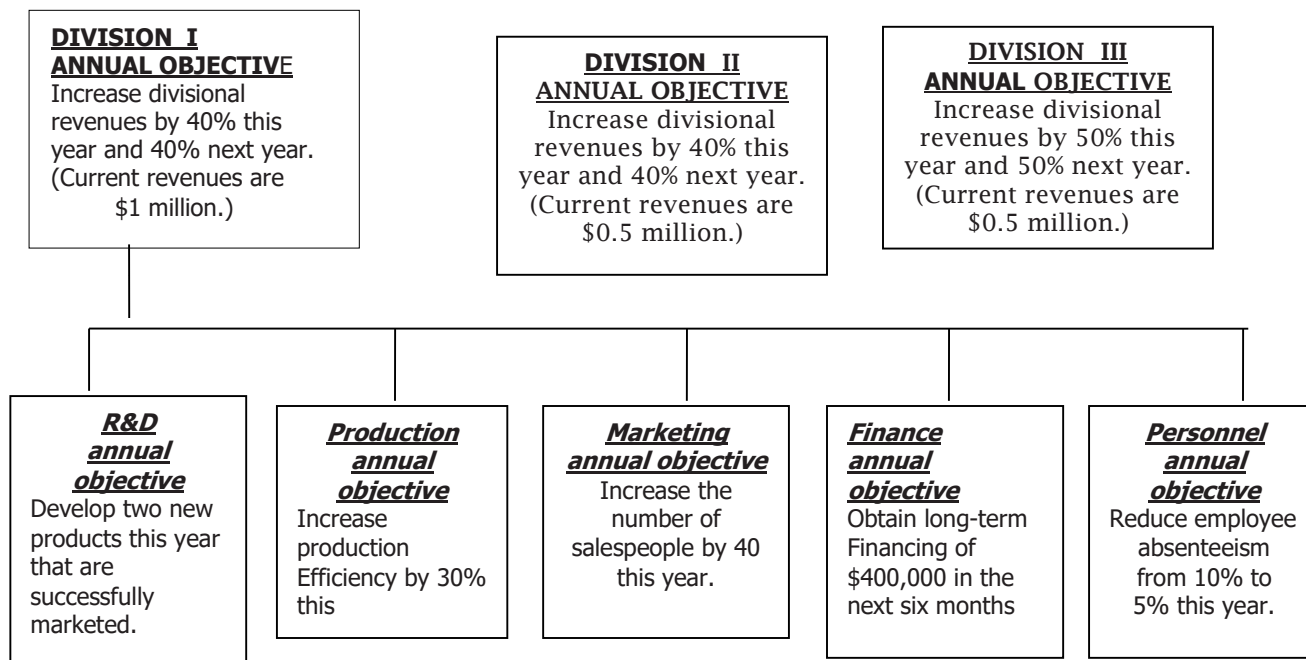 DIVISION I
ANNUAL OBJECTIVE
Increase divisional
revenues by 40% this
year and 40% next year.
(Current revenues are
$1 million.)
DIVISION II
ANNUAL OBJECTIVE
Increase divisional
revenues by 40% this
year and 40% next year.
(Current revenues are
$0.5 million.)
DIVISION III
ANNUAL OBJECTIVE
Increase divisional
revenues by 50% this
year and 50% next year.
(Current revenues are
$0.5 million.)
R&D
annual
objective
Develop two new
products this year
that are
successfully
marketed.
Production
annual
objective
Increase
production
Efficiency by 30%
this
Marketing
annual objective
Increase the
number of
salespeople by 40
this year.
Finance
annual
objective
Obtain long-term
Financing of
$400,000 in the
next six months
Personnel
annual
objective
Reduce employee
absenteeism
from 10% to
5% this year.